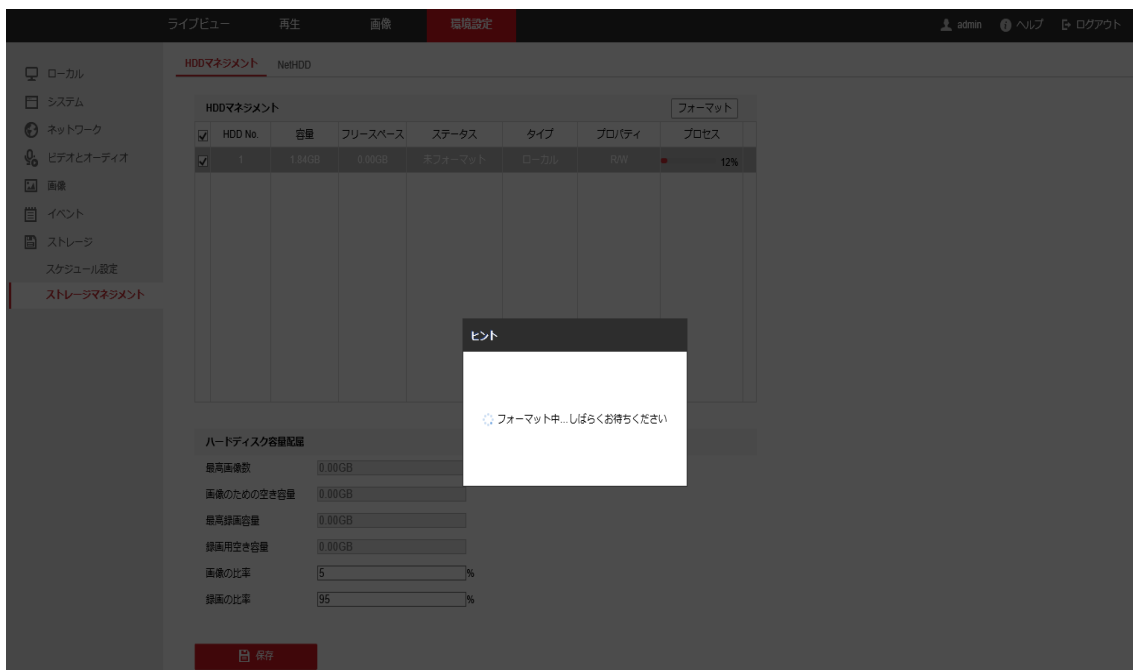 ライブビュー 再生 画像 環境設定 admin ヘルプ ログアウト
ローカル
システム
ネットワーク
ビデオとオーディオ
画像
イベント
ストレージ
スケジュール設定
ストレージマネジメント
HDDマネジメント NetHDD
HDDマネジメント フォーマット
HDD No. 容量 フリースペース ステータス タイプ プロパティ プロセス
1 1.84GB 0.00GB 未フォーマット ローカル R/W 12%
ヒント
フォーマット中...しばらくお待ちください
ハードディスク容量配属
最高画像数 0.00GB
画像のための空き容量 0.00GB
最高録画容量 0.00GB
録画用空き容量 0.00GB
画像の比率 5 %
録画の比率 95 %
保存